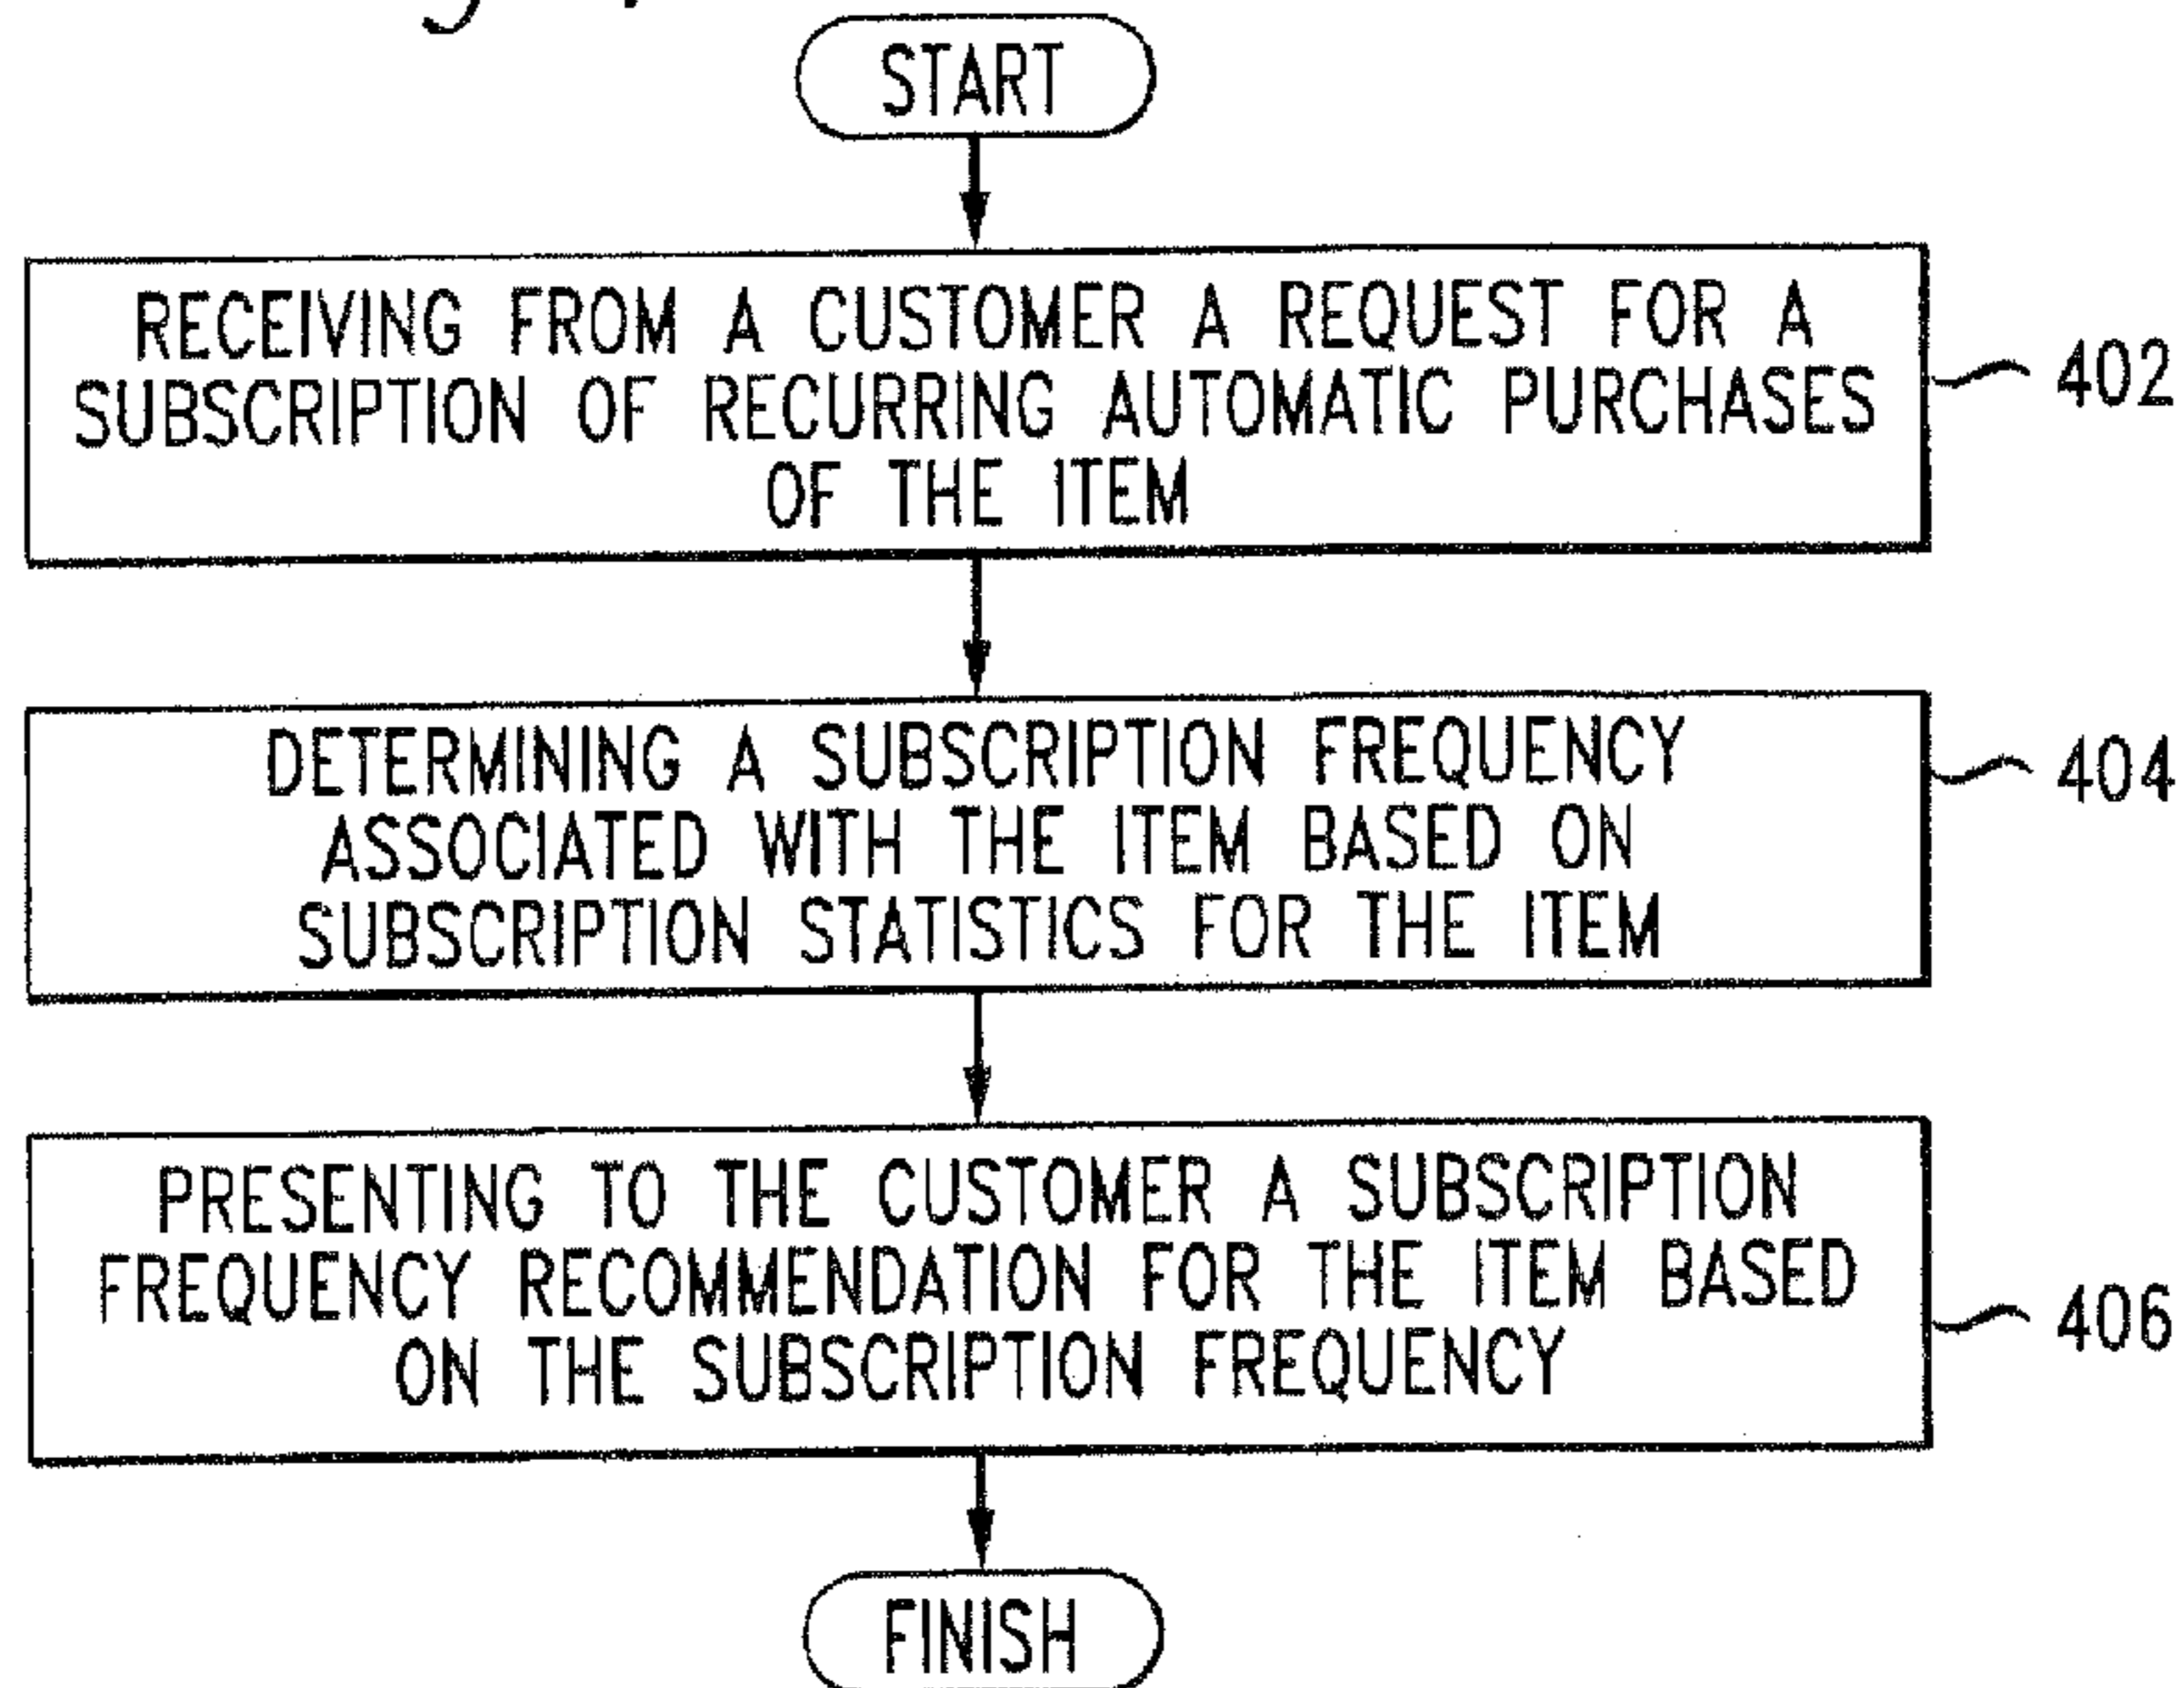 START
RECEIVING FROM A CUSTOMER A REQUEST FOR A
SUBSCRIPTION OF RECURRING AUTOMATIC PURCHASES
OF THE ITEM
402
DETERMINING A SUBSCRIPTION FREQUENCY
ASSOCIATED WITH THE ITEM BASED ON
SUBSCRIPTION STATISTICS FOR THE ITEM
404
PRESENTING TO THE CUSTOMER A SUBSCRIPTION
FREQUENCY RECOMMENDATION FOR THE ITEM BASED
ON THE SUBSCRIPTION FREQUENCY
406
FINISH